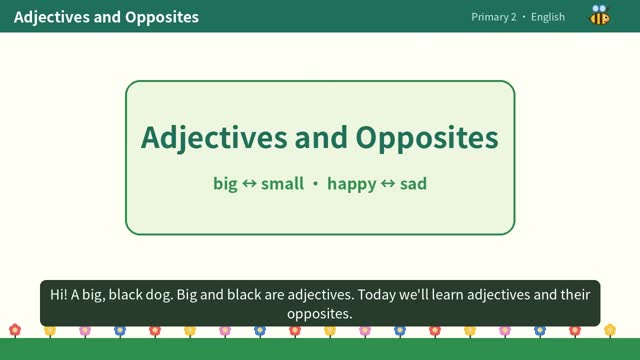 Adjectives and Opposites
Primary 2 • English
Adjectives and Opposites
big ↔ small • happy ↔ sad
Hi! A big, black dog. Big and black are adjectives. Today we'll learn adjectives and their
opposites.